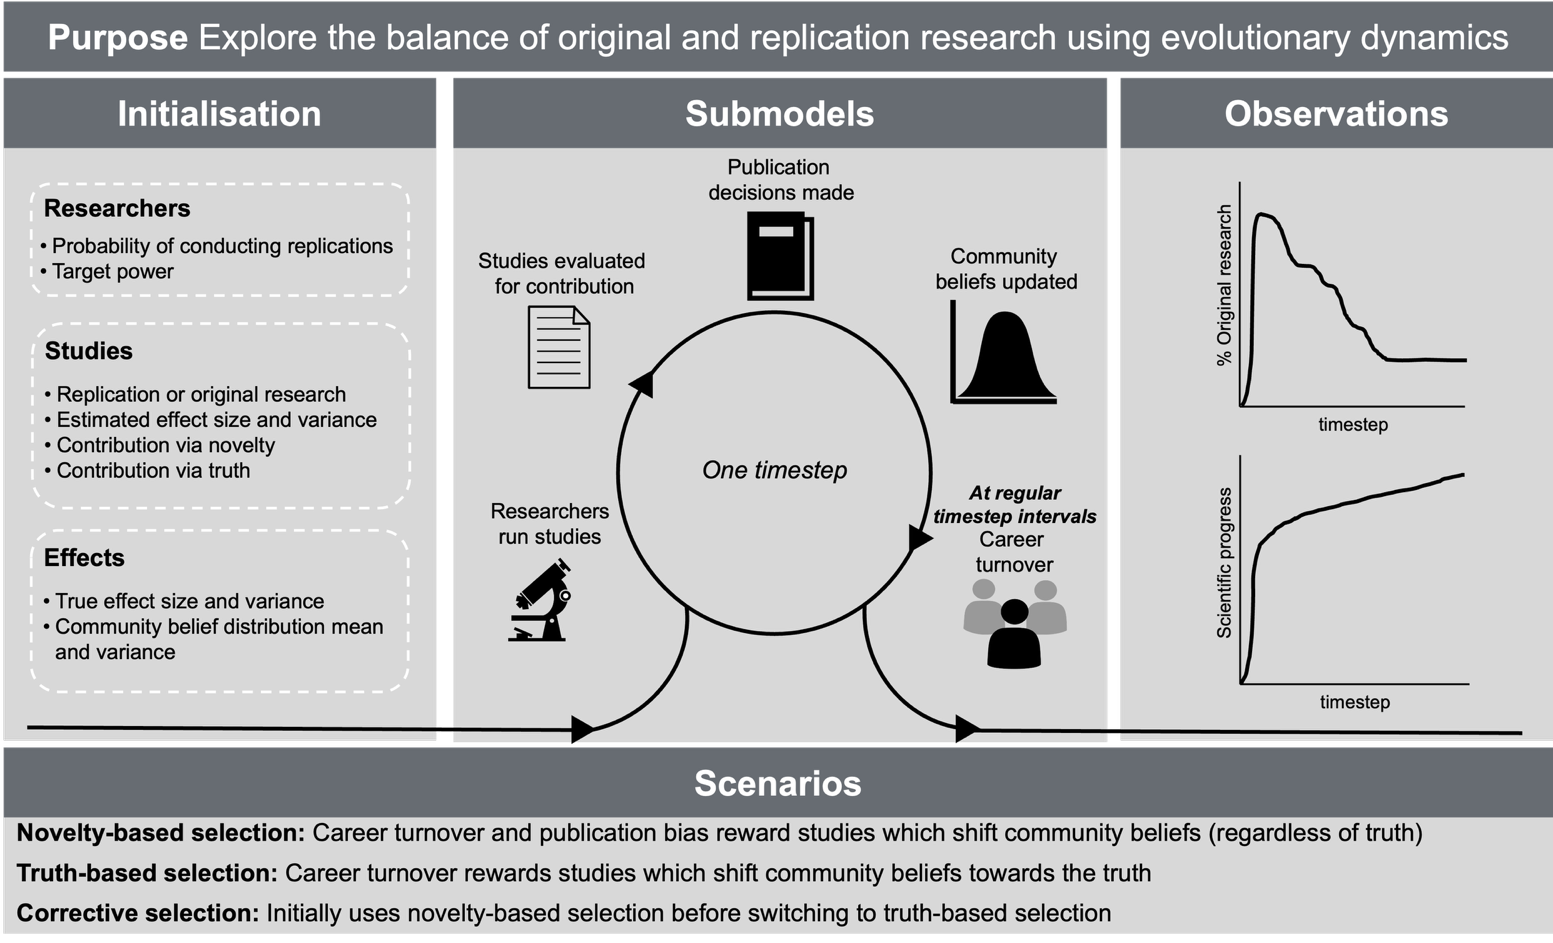 Purpose Explore the balance of original and replication research using evolutionary dynamics
Initialisation
Researchers
• Probability of conducting replications
• Target power
Studies
• Replication or original research
• Estimated effect size and variance
• Contribution via novelty
• Contribution via truth
Effects
• True effect size and variance
• Community belief distribution mean
and variance
Submodels
Researchers
run studies
Studies evaluated
for contribution
Publication
decisions made
Community
beliefs updated
At regular
timestep intervals
Career
turnover
One timestep
Observations
% Original research
timestep
Scientific progress
timestep
Scenarios
Novelty-based selection: Career turnover and publication bias reward studies which shift community beliefs (regardless of truth)
Truth-based selection: Career turnover rewards studies which shift community beliefs towards the truth
Corrective selection: Initially uses novelty-based selection before switching to truth-based selection